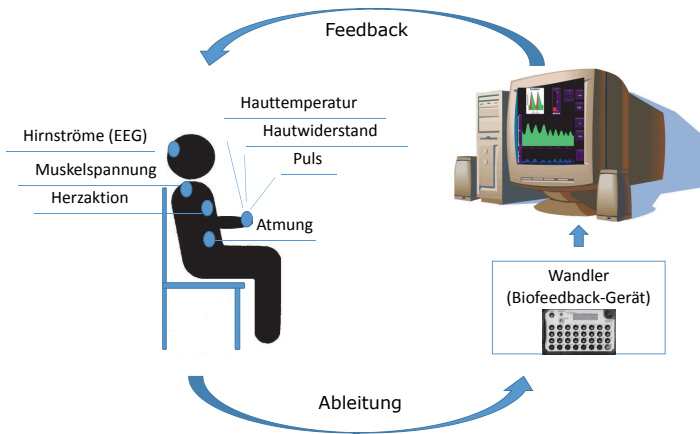 Feedback
Hauttemperatur
Hautwiderstand
Puls
Hirnströme (EEG)
Muskelspannung
Herzaktion
Atmung
Wandler
(Biofeedback-Gerät)
Ableitung